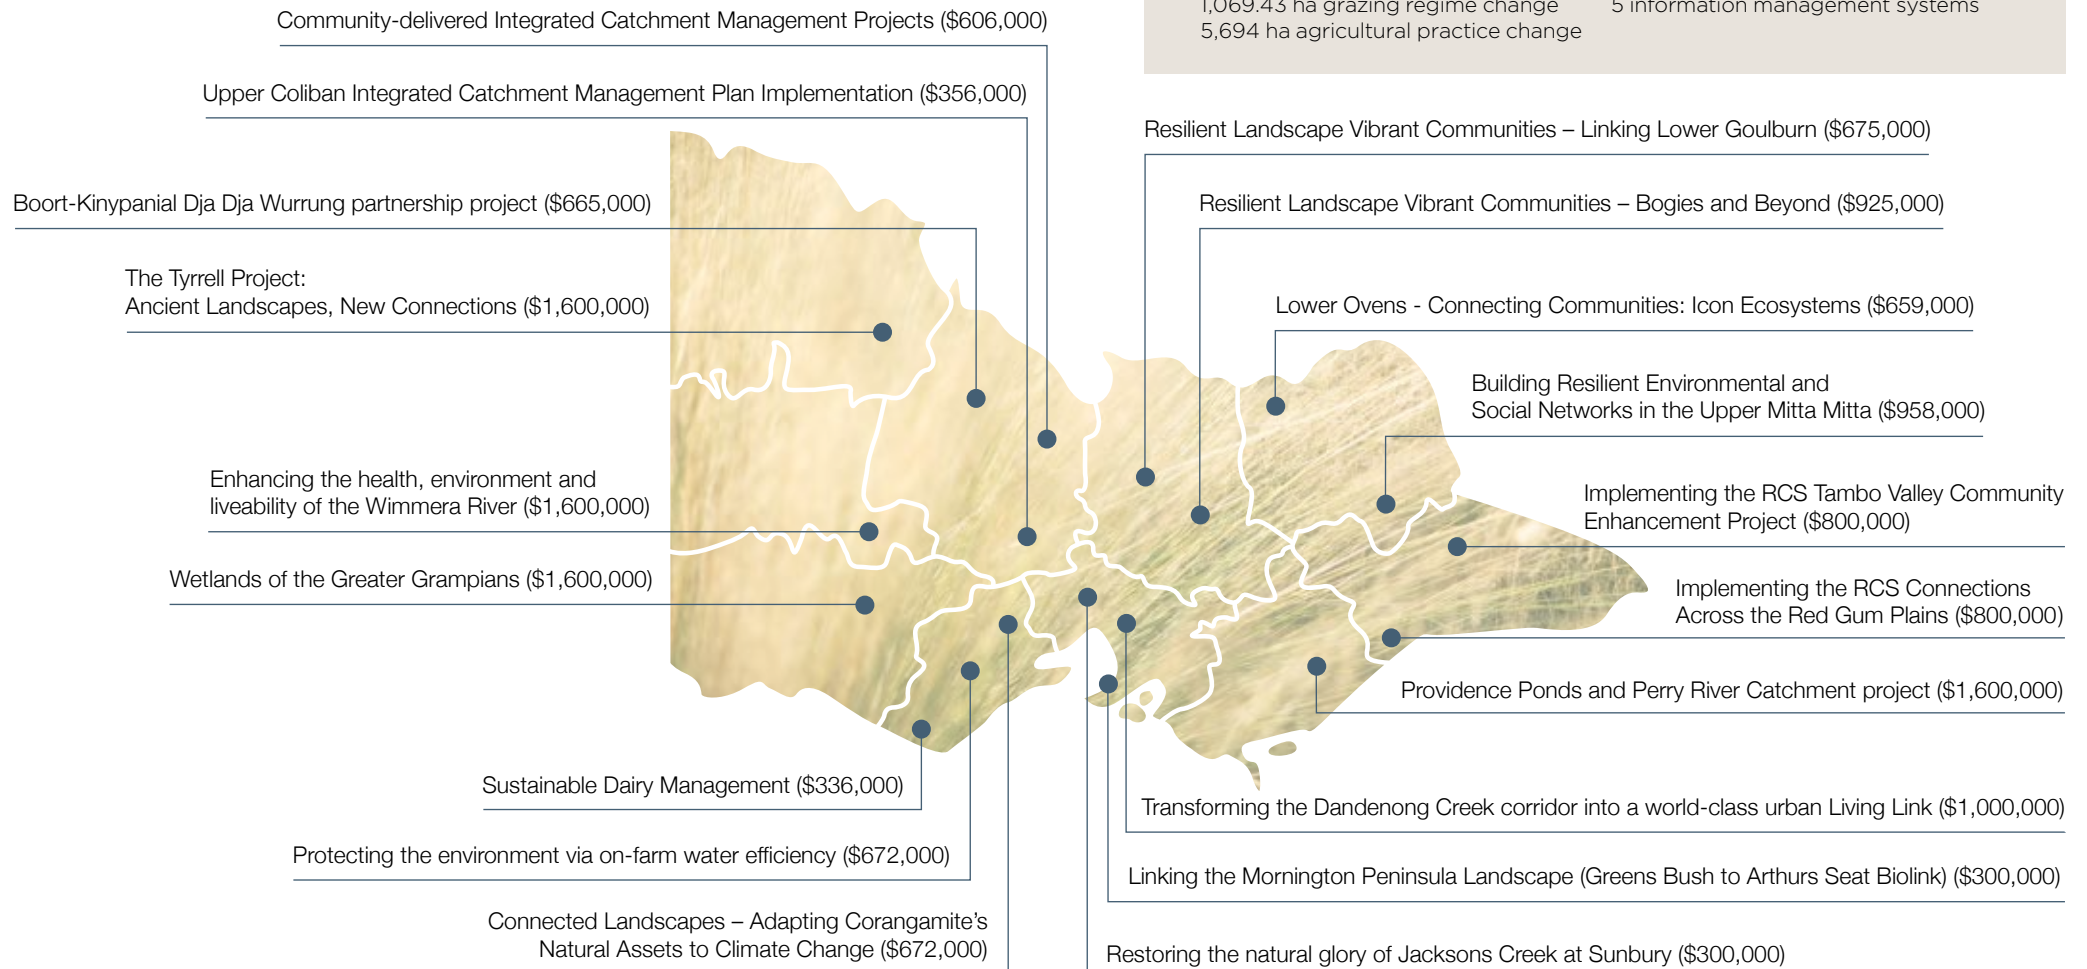 1,069.43 ha grazing regime change
5,694 ha agricultural practice change
5 information management systems
Community-delivered Integrated Catchment Management Projects ($606,000)
Upper Coliban Integrated Catchment Management Plan Implementation ($356,000)
Boort-Kinypanial Dja Dja Wurrung partnership project ($665,000)
The Tyrrell Project:
Ancient Landscapes, New Connections ($1,600,000)
Enhancing the health, environment and
liveability of the Wimmera River ($1,600,000)
Wetlands of the Greater Grampians ($1,600,000)
Sustainable Dairy Management ($336,000)
Protecting the environment via on-farm water efficiency ($672,000)
Connected Landscapes – Adapting Corangamite's
Natural Assets to Climate Change ($672,000)
Resilient Landscape Vibrant Communities – Linking Lower Goulburn ($675,000)
Resilient Landscape Vibrant Communities – Bogies and Beyond ($925,000)
Lower Ovens - Connecting Communities: Icon Ecosystems ($659,000)
Building Resilient Environmental and
Social Networks in the Upper Mitta Mitta ($958,000)
Implementing the RCS Tambo Valley Community
Enhancement Project ($800,000)
Implementing the RCS Connections
Across the Red Gum Plains ($800,000)
Providence Ponds and Perry River Catchment project ($1,600,000)
Transforming the Dandenong Creek corridor into a world-class urban Living Link ($1,000,000)
Linking the Mornington Peninsula Landscape (Greens Bush to Arthurs Seat Biolink) ($300,000)
Restoring the natural glory of Jacksons Creek at Sunbury ($300,000)